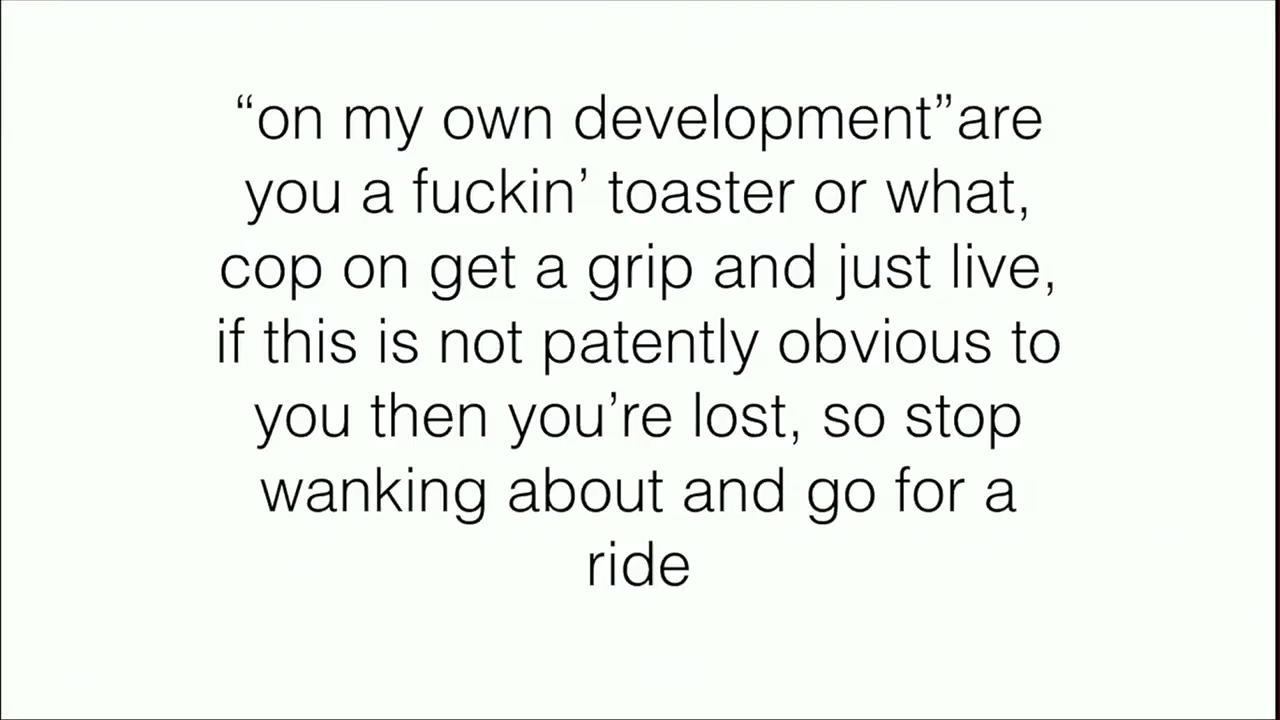 “on my own development”are
you a fuckin’ toaster or what,
cop on get a grip and just live,
if this is not patently obvious to
you then you’re lost, so stop
wanking about and go for a
ride